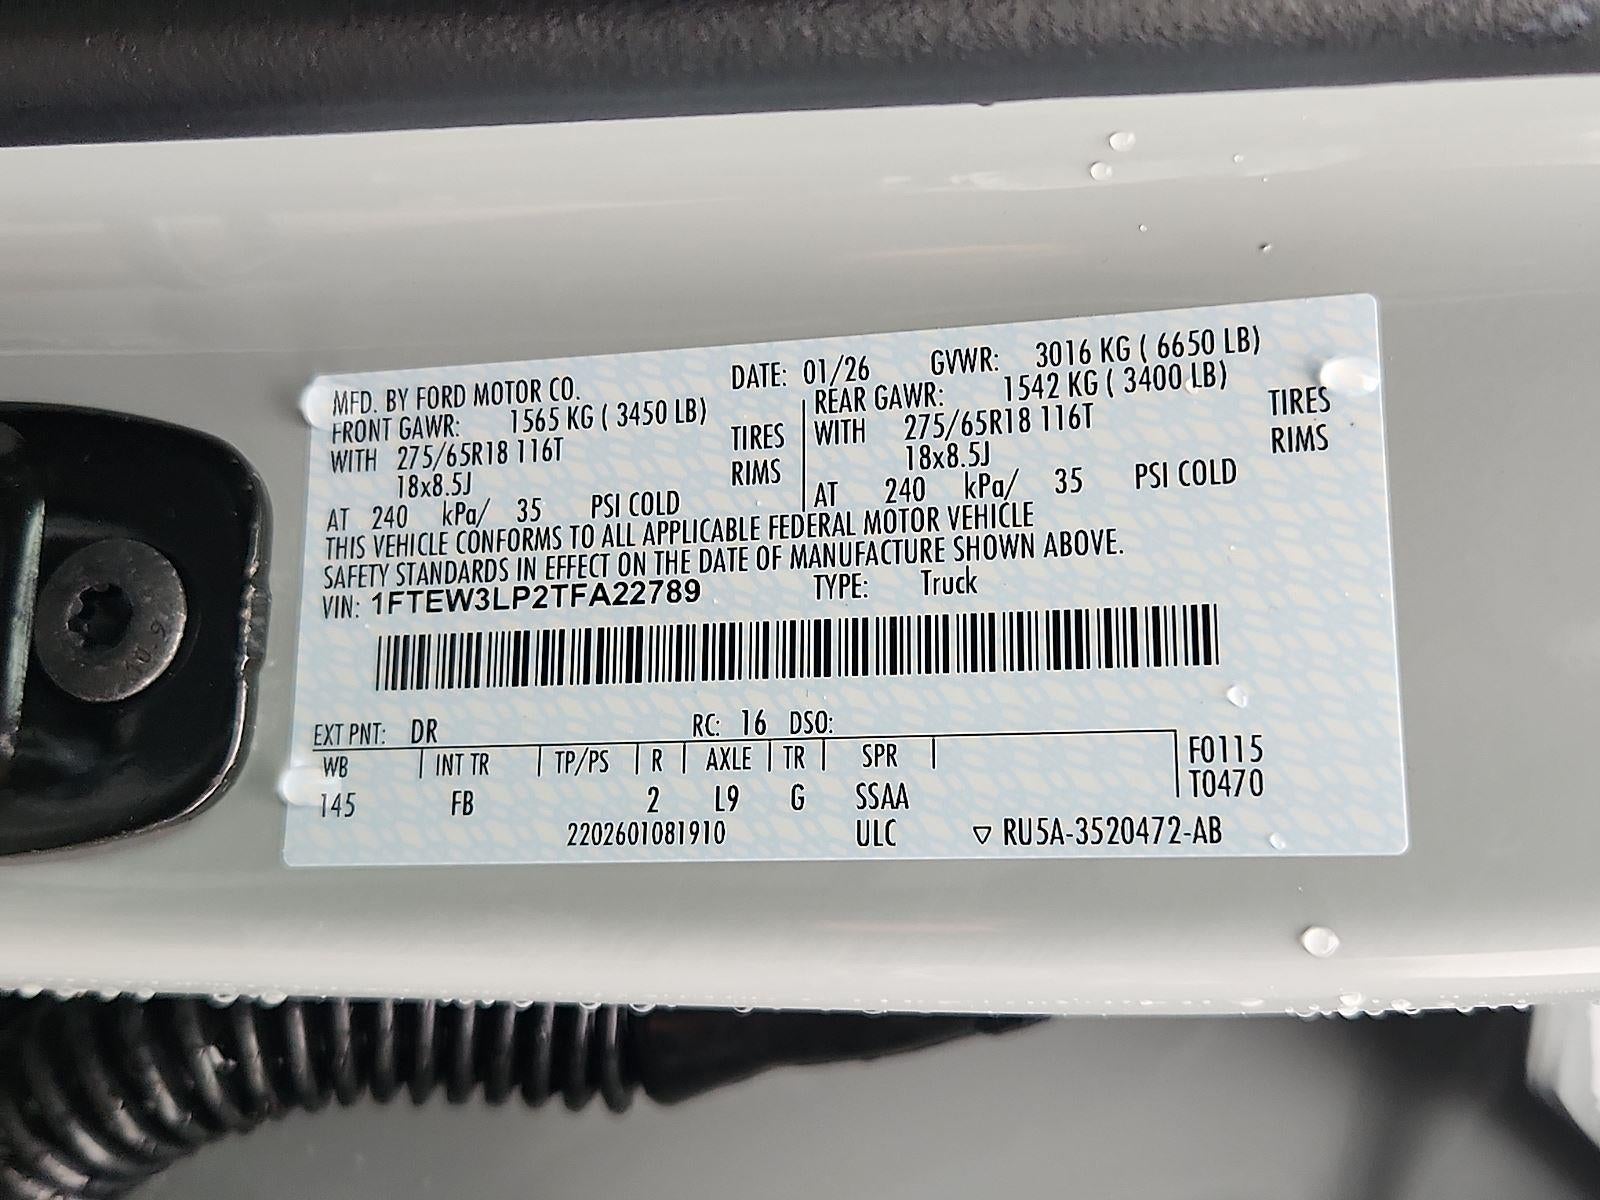 MFD. BY FORD MOTOR CO. DATE: 01/26 GVWR: 3016 KG ( 6650 LB)
FRONT GAWR: 1565 KG ( 3450 LB) REAR GAWR: 1542 KG ( 3400 LB)
WITH 275/65R18 116T TIRES WITH 275/65R18 116T TIRES
18x8.5J RIMS 18x8.5J RIMS
AT 240 kPa/ 35 PSI COLD AT 240 kPa/ 35 PSI COLD
THIS VEHICLE CONFORMS TO ALL APPLICABLE FEDERAL MOTOR VEHICLE
SAFETY STANDARDS IN EFFECT ON THE DATE OF MANUFACTURE SHOWN ABOVE.
VIN: 1FTEW3LP2TFA22789 TYPE: Truck
EXT PNT: DR RC: 16 DSO:
WB INT TR TP/PS R AXLE TR SPR F0115
145 FB 2 L9 G SSAA T0470
2202601081910 ULC ▽ RU5A-3520472-AB
10.9